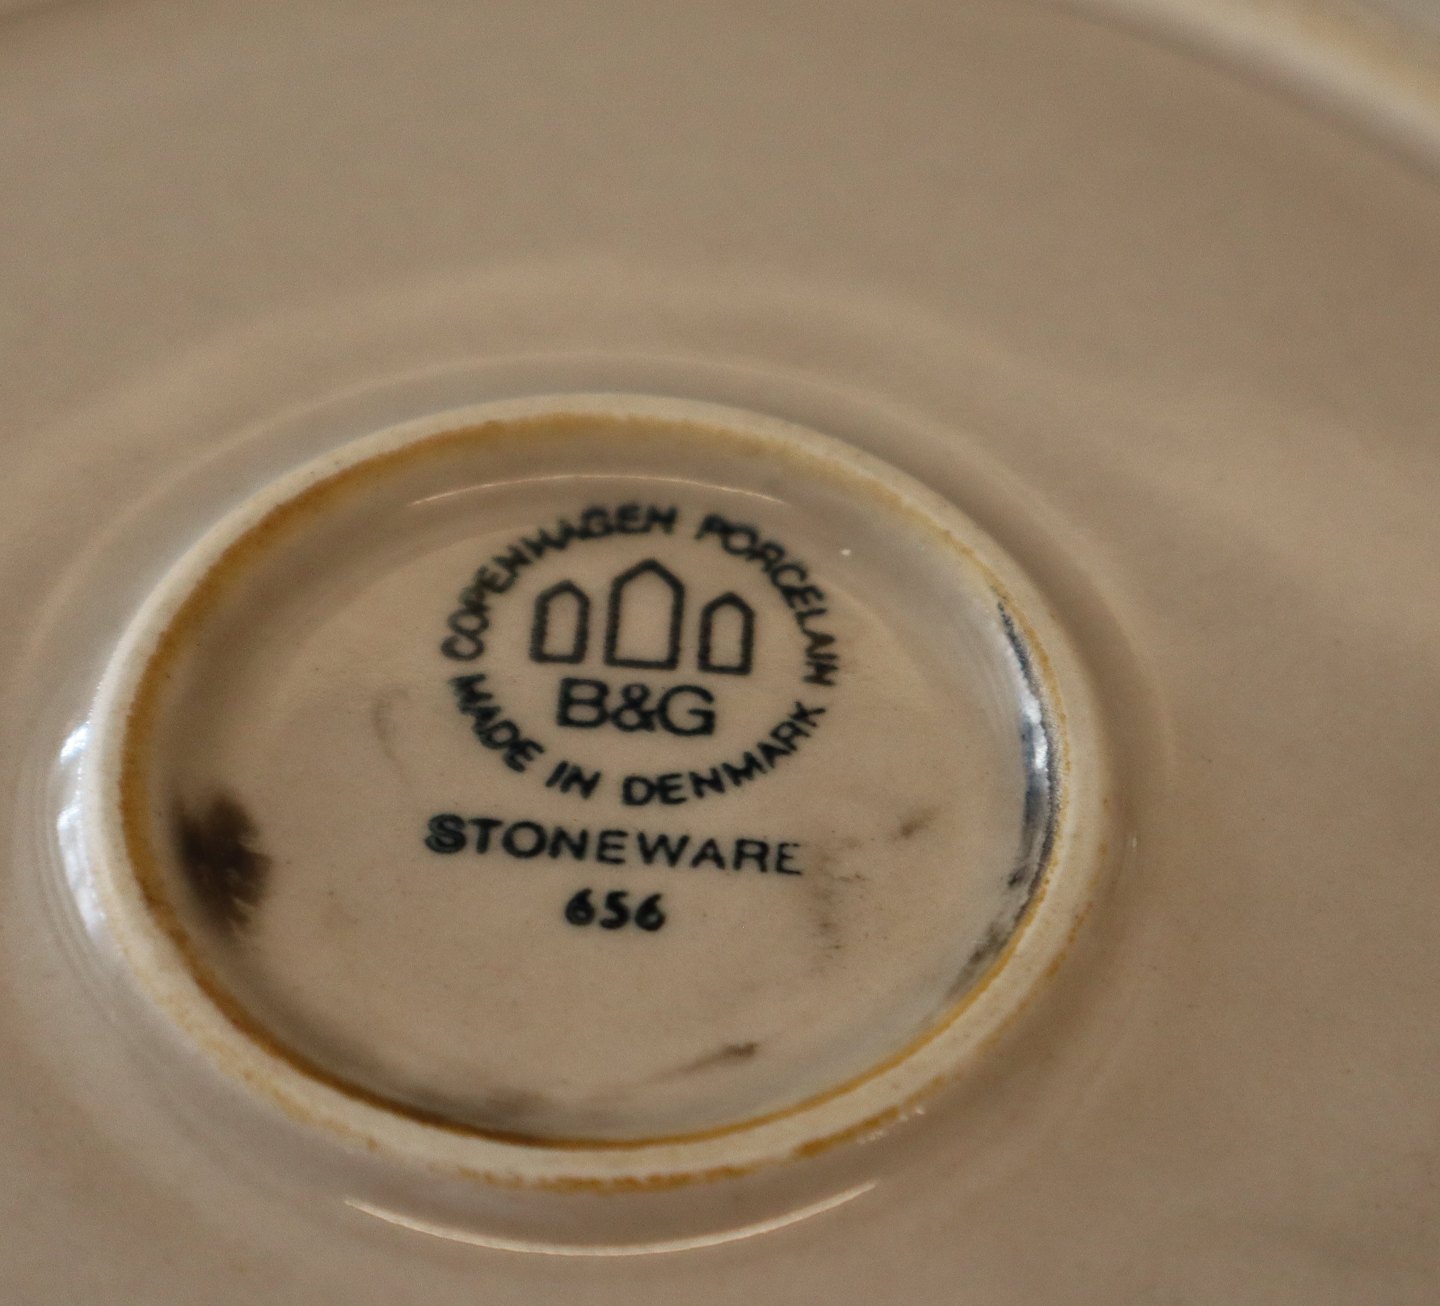 COPENHAGEN PORCELAIN
B&G
MADE IN DENMARK
STONEWARE
656